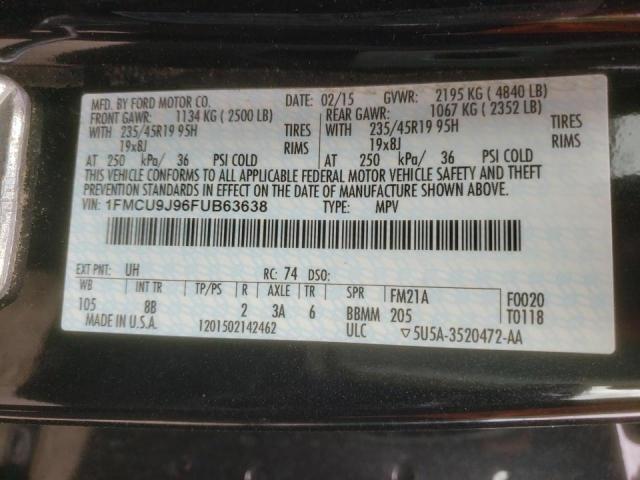 MFD. BY FORD MOTOR CO. DATE: 02/15 GVWR: 2195 KG ( 4840 LB)
FRONT GAWR: 1134 KG ( 2500 LB) REAR GAWR: 1067 KG ( 2352 LB)
WITH 235/45R19 95H TIRES WITH 235/45R19 95H TIRES
19x8J RIMS 19x8J RIMS
AT 250 kPa/ 36 PSI COLD AT 250 kPa/ 36 PSI COLD
THIS VEHICLE CONFORMS TO ALL APPLICABLE FEDERAL MOTOR VEHICLE SAFETY AND THEFT
PREVENTION STANDARDS IN EFFECT ON THE DATE OF MANUFACTURE SHOWN ABOVE.
VIN: 1FMCU9J96FUB63638 TYPE: MPV
EXT PNT: UH RC: 74 DSO:
WB INT TR TP/PS R AXLE TR SPR FM21A F0020
105 8B 2 3A 6 BBMM 205 T0118
MADE IN U.S.A. 1201502142462 ULC ▽5U5A-3520472-AA